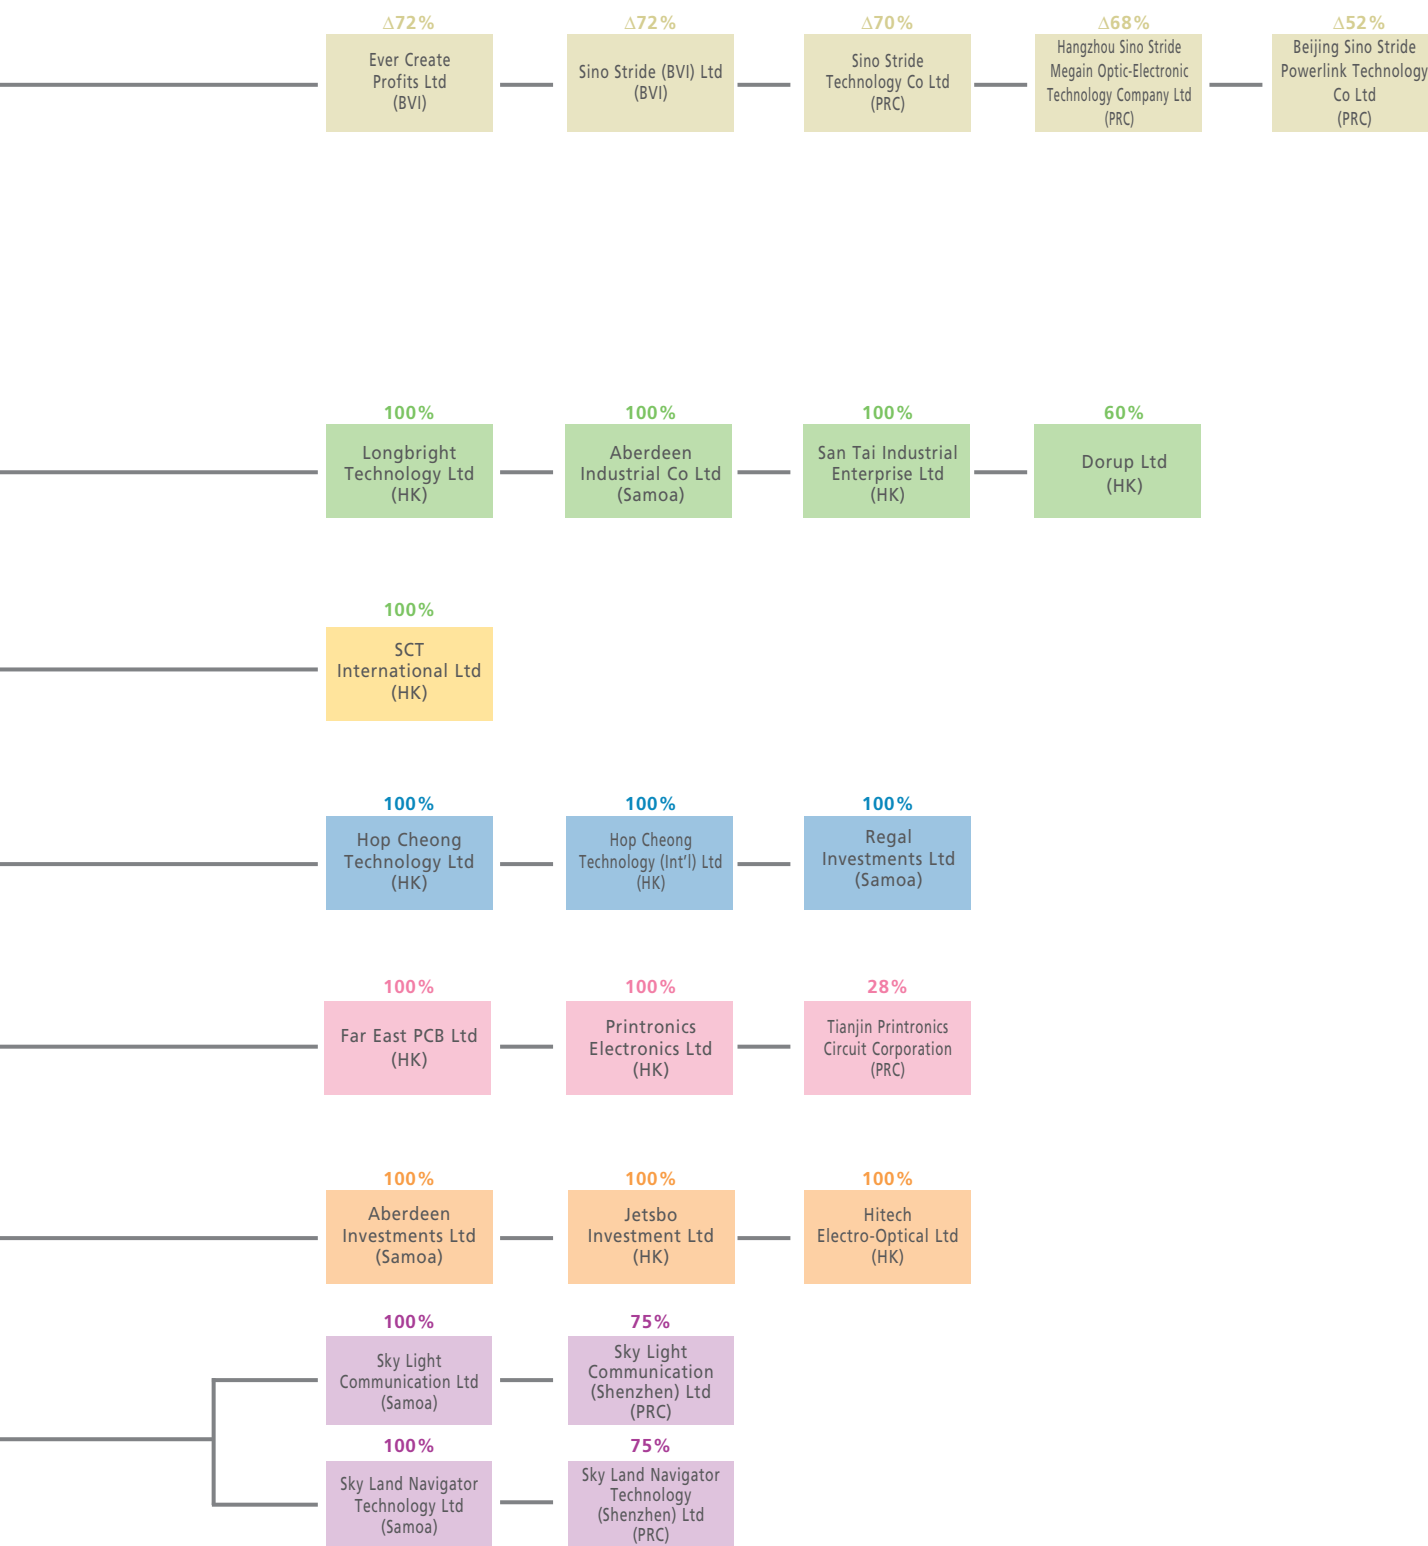 Δ72%
Ever Create
Profits Ltd
(BVI)
Δ72%
Sino Stride (BVI) Ltd
(BVI)
Δ70%
Sino Stride
Technology Co Ltd
(PRC)
Δ68%
Hangzhou Sino Stride
Megain Optic-Electronic
Technology Company Ltd
(PRC)
Δ52%
Beijing Sino Stride
Powerlink Technology
Co Ltd
(PRC)
100%
Longbright
Technology Ltd
(HK)
100%
Aberdeen
Industrial Co Ltd
(Samoa)
100%
San Tai Industrial
Enterprise Ltd
(HK)
60%
Dorup Ltd
(HK)
100%
SCT
International Ltd
(HK)
100%
Hop Cheong
Technology Ltd
(HK)
100%
Hop Cheong
Technology (Int'l) Ltd
(HK)
100%
Regal
Investments Ltd
(Samoa)
100%
Far East PCB Ltd
(HK)
100%
Printronics
Electronics Ltd
(HK)
28%
Tianjin Printronics
Circuit Corporation
(PRC)
100%
Aberdeen
Investments Ltd
(Samoa)
100%
Jetsbo
Investment Ltd
(HK)
100%
Hitech
Electro-Optical Ltd
(HK)
100%
Sky Light
Communication Ltd
(Samoa)
75%
Sky Light
Communication
(Shenzhen) Ltd
(PRC)
100%
Sky Land Navigator
Technology Ltd
(Samoa)
75%
Sky Land Navigator
Technology
(Shenzhen) Ltd
(PRC)